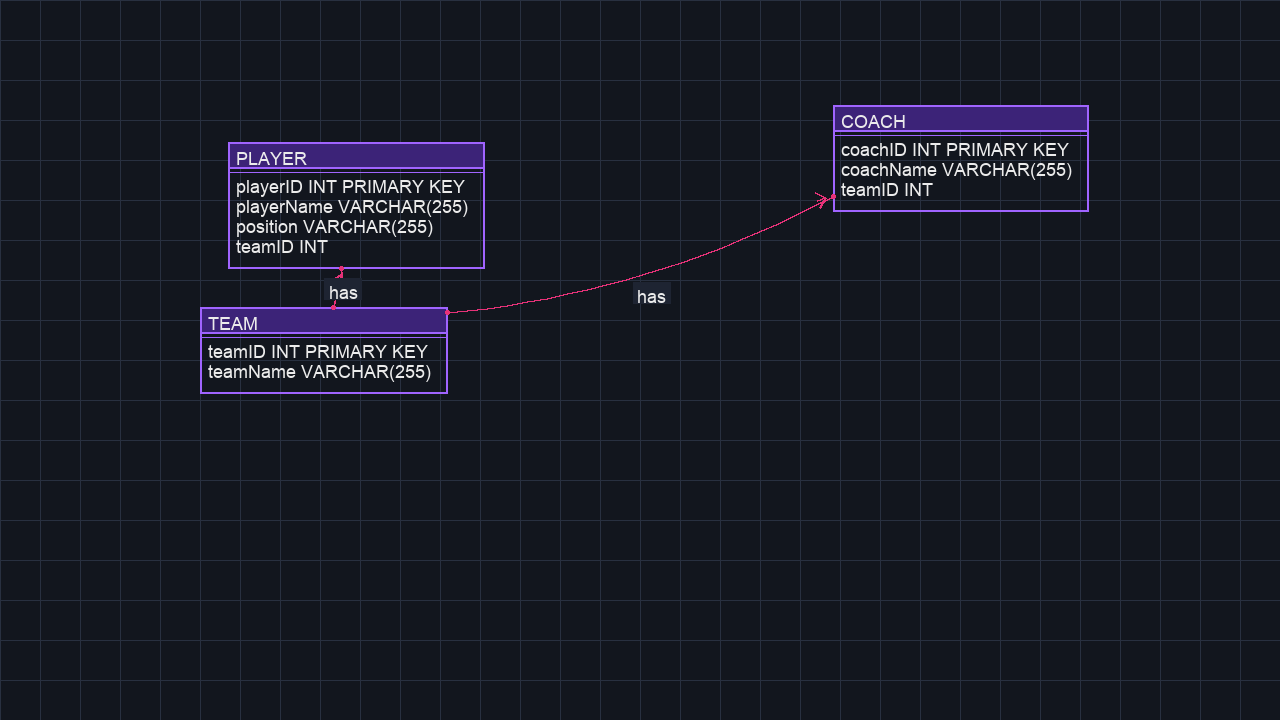 PLAYER
playerID INT PRIMARY KEY
playerName VARCHAR(255)
position VARCHAR(255)
teamID INT
has
TEAM
teamID INT PRIMARY KEY
teamName VARCHAR(255)
has
COACH
coachID INT PRIMARY KEY
coachName VARCHAR(255)
teamID INT